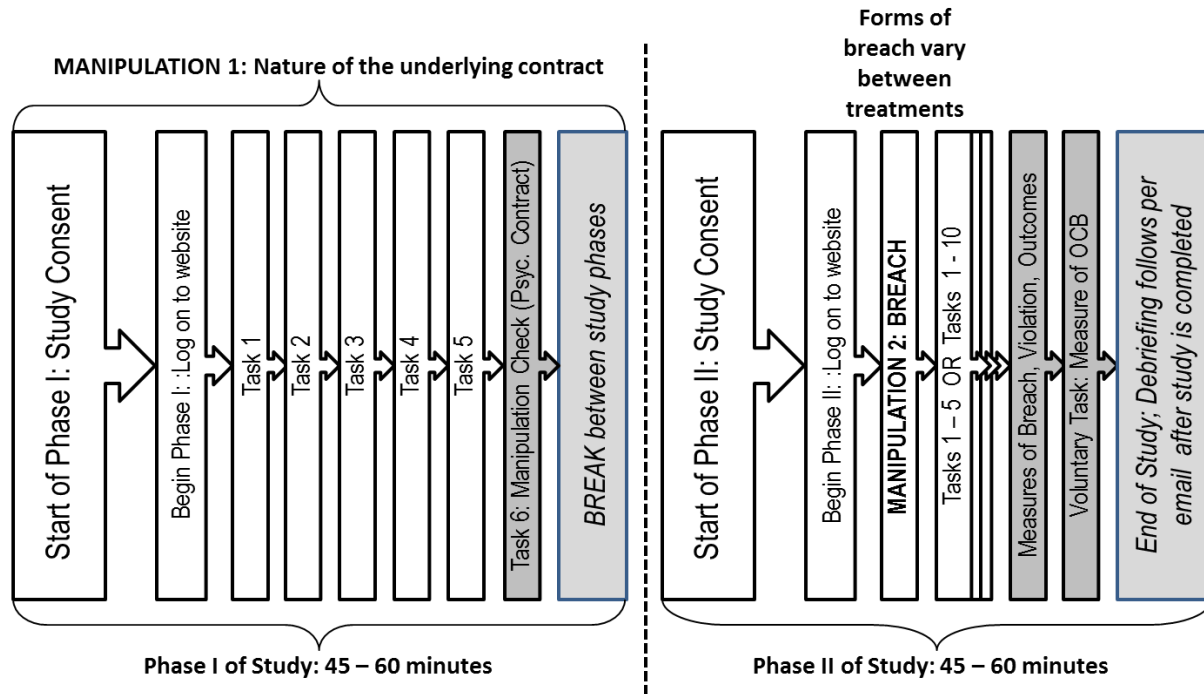 MANIPULATION 1: Nature of the underlying contract
Start of Phase I: Study Consent
Begin Phase I: :Log on to website
Task 1
Task 2
Task 3
Task 4
Task 5
Task 6: Manipulation Check (Psyc. Contract)
BREAK between study phases
Phase I of Study: 45 – 60 minutes
Forms of
breach vary
between
treatments
Start of Phase II: Study Consent
Begin Phase II: :Log on to website
MANIPULATION 2: BREACH
Tasks 1 – 5 OR Tasks 1 - 10
Measures of Breach, Violation, Outcomes
Voluntary Task: Measure of OCB
End of Study; Debriefing follows per
email after study is completed
Phase II of Study: 45 – 60 minutes